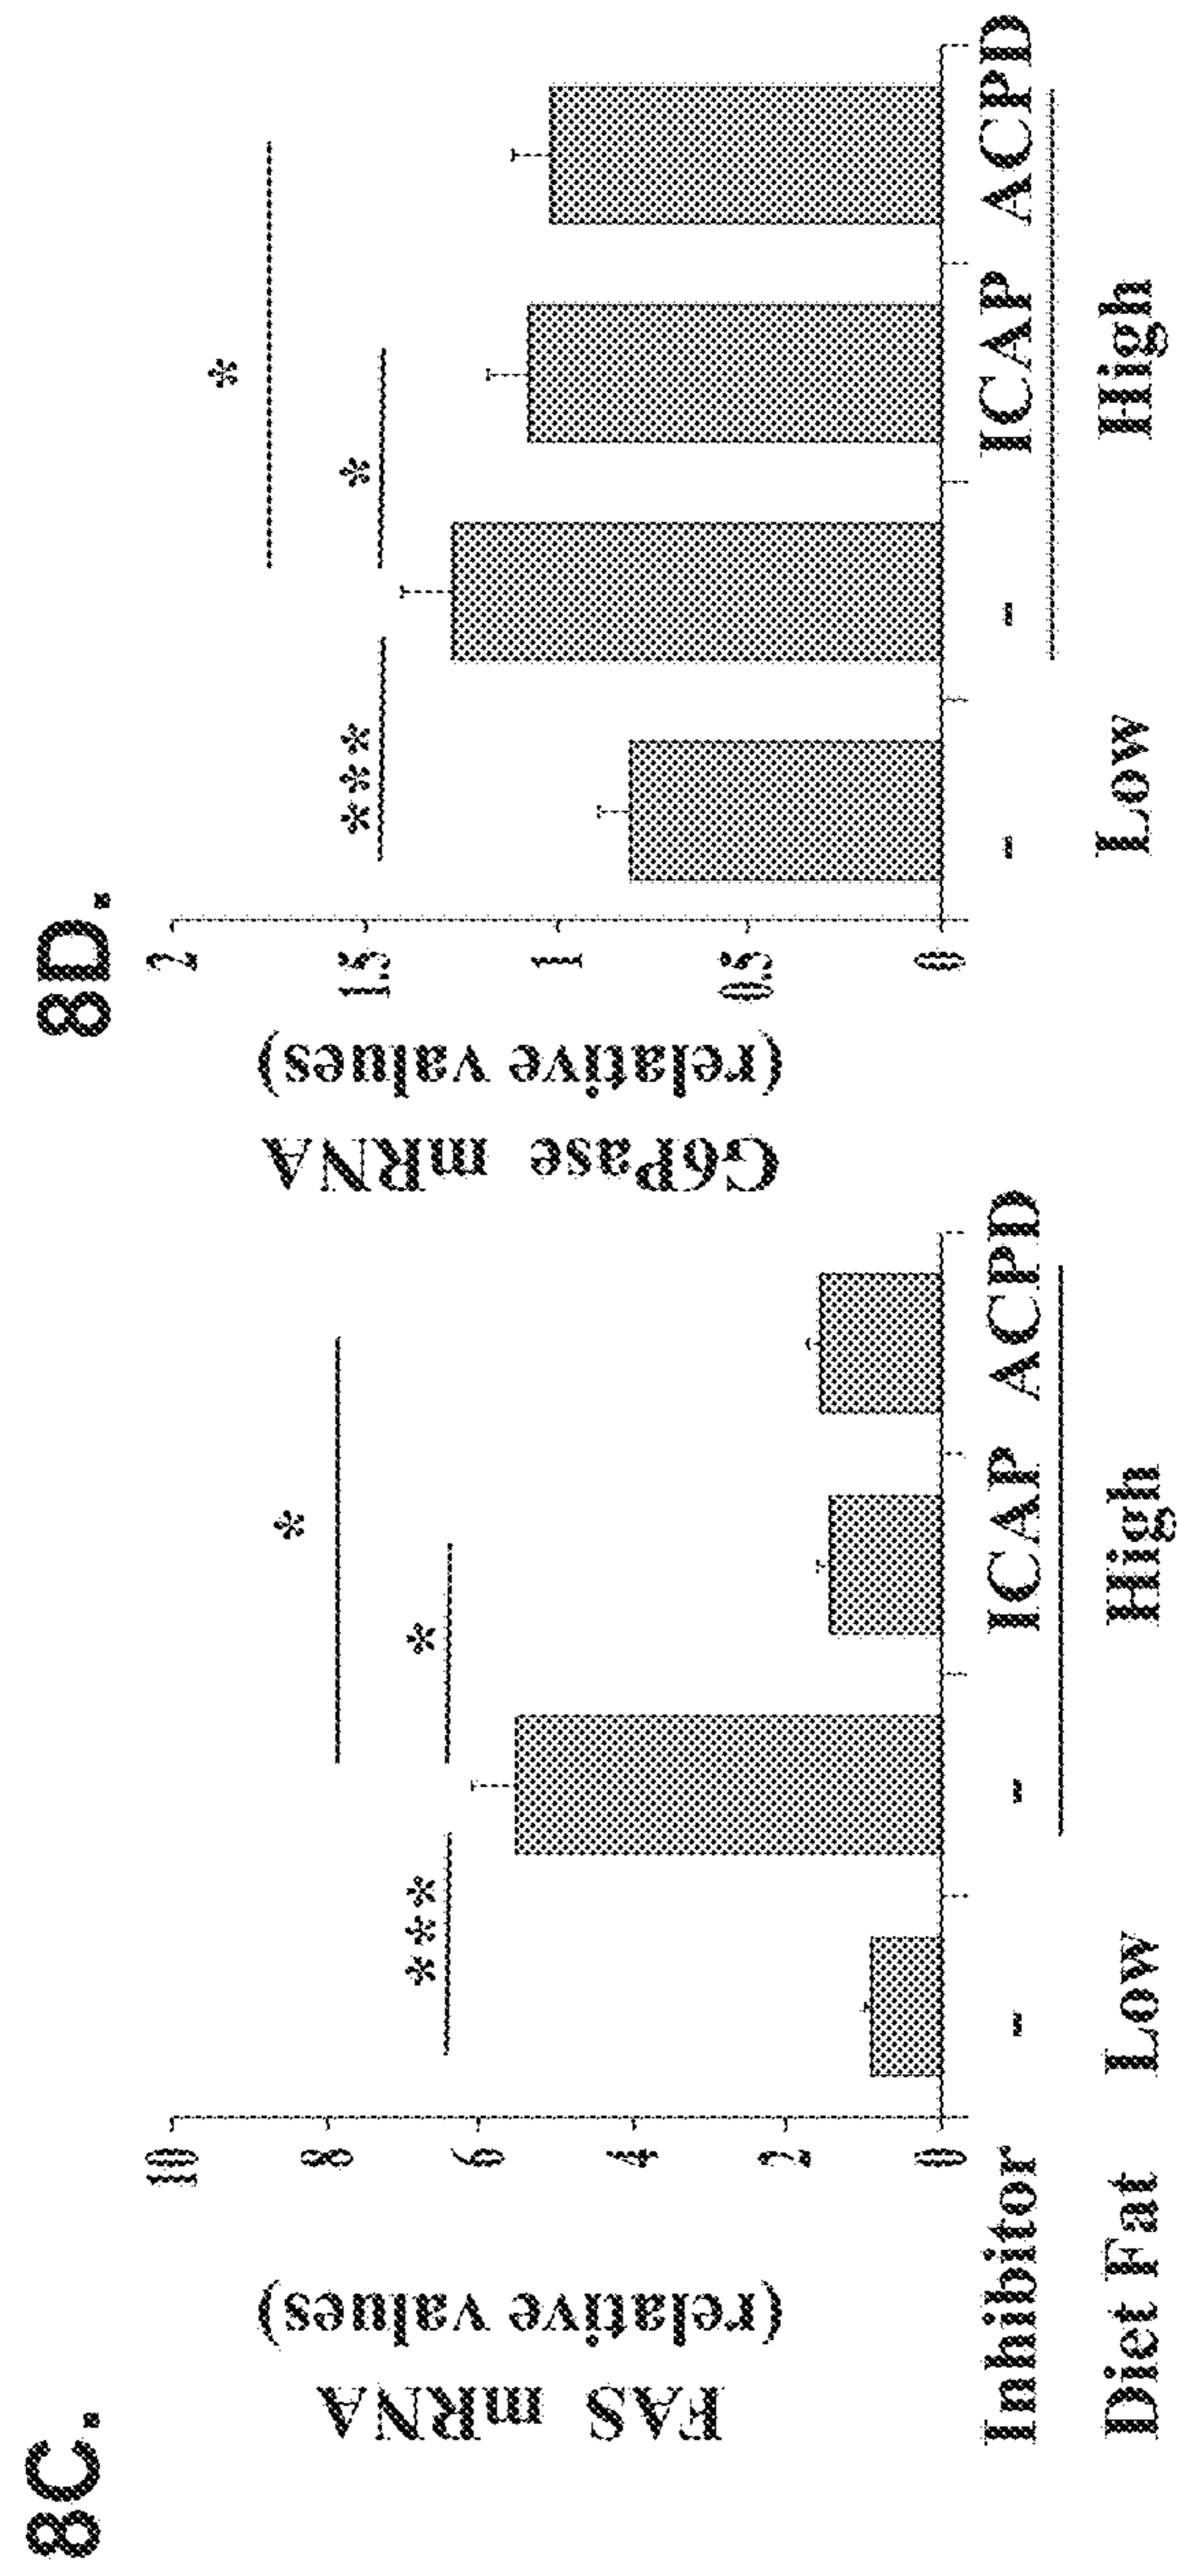 8C.
FAS mRNA
(relative values)
10
8
6
4
2
0
***
*
*
Inhibitor - - ICAP ACPD
Diet Fat Low High
8D.
G6Pase mRNA
(relative values)
2
1.5
1
0.5
0
***
*
*
- - ICAP ACPD
Low High